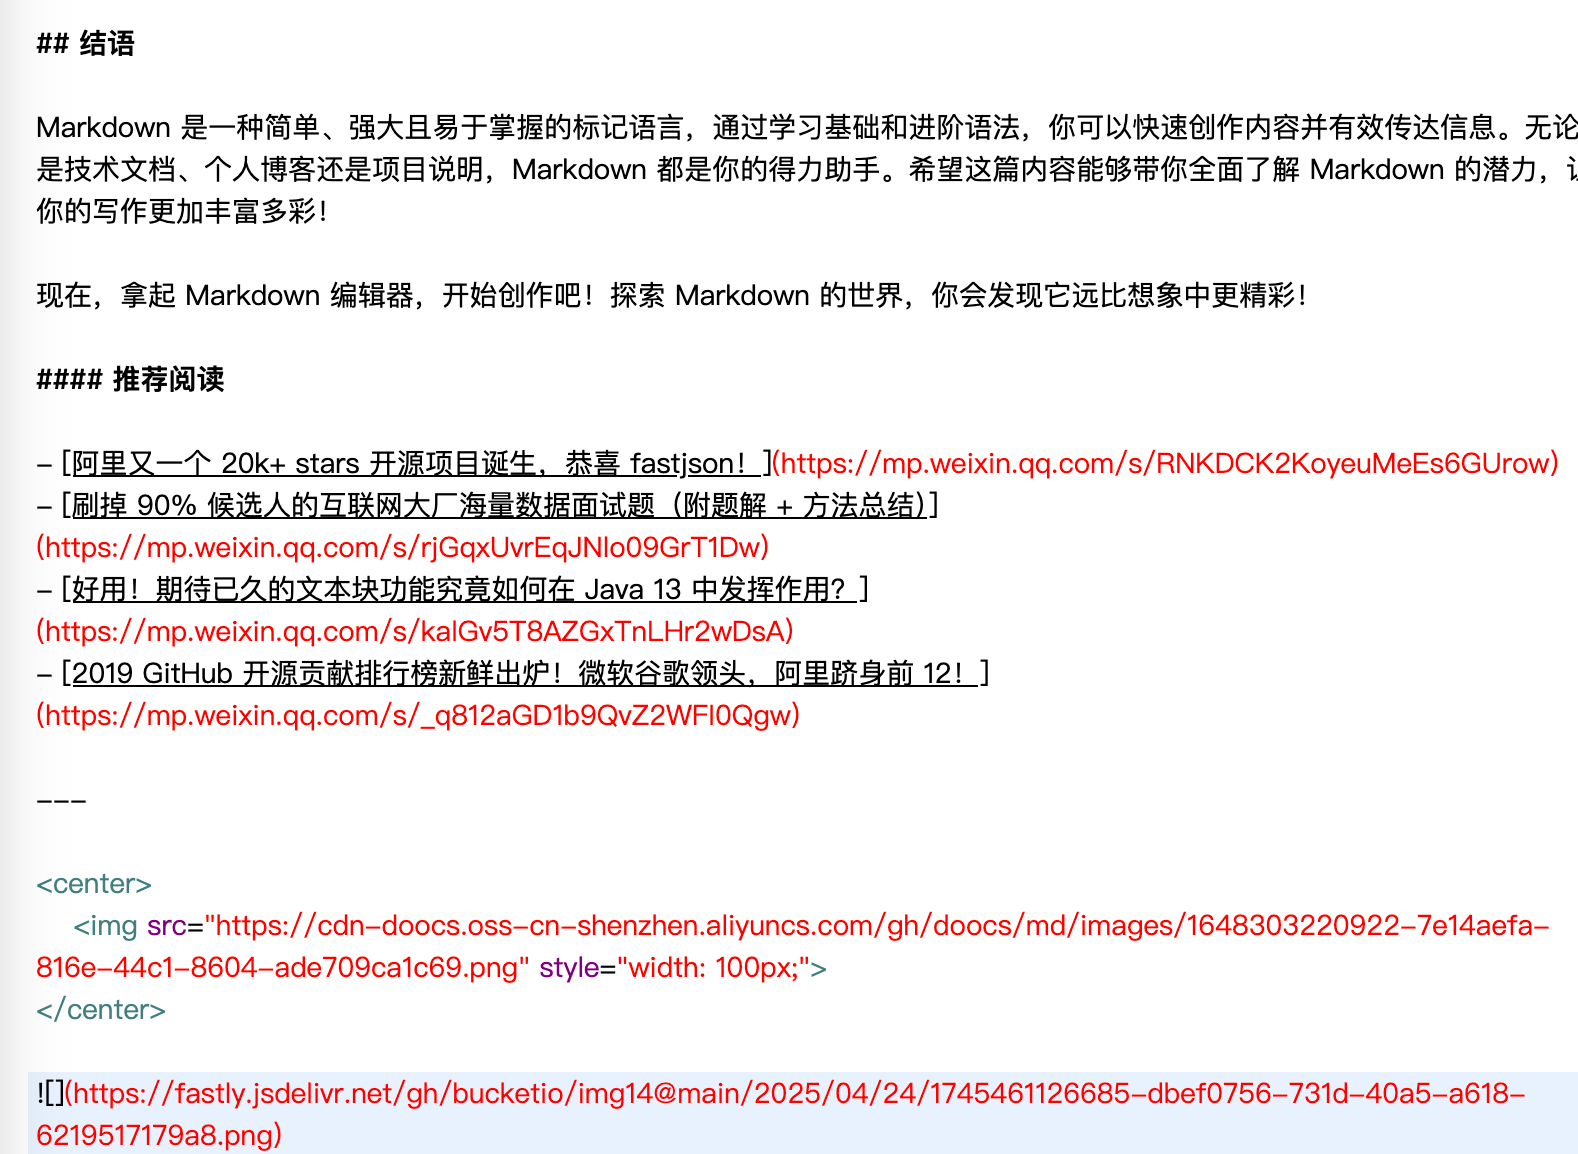 ## 结语
Markdown 是一种简单、强大且易于掌握的标记语言，通过学习基础和进阶语法，你可以快速创作内容并有效传达信息。无论
是技术文档、个人博客还是项目说明，Markdown 都是你的得力助手。希望这篇内容能够带你全面了解 Markdown 的潜力，让
你的写作更加丰富多彩！
现在，拿起 Markdown 编辑器，开始创作吧！探索 Markdown 的世界，你会发现它远比想象中更精彩！
#### 推荐阅读
- [阿里又一个 20k+ stars 开源项目诞生，恭喜 fastjson！](https://mp.weixin.qq.com/s/RNKDCK2KoyeuMeEs6GUrow)
- [刷掉 90% 候选人的互联网大厂海量数据面试题（附题解 + 方法总结）]
(https://mp.weixin.qq.com/s/rjGqxUvrEqJNlo09GrT1Dw)
- [好用！期待已久的文本块功能究竟如何在 Java 13 中发挥作用？]
(https://mp.weixin.qq.com/s/kalGv5T8AZGxTnLHr2wDsA)
- [2019 GitHub 开源贡献排行榜新鲜出炉！微软谷歌领头，阿里跻身前 12！]
(https://mp.weixin.qq.com/s/_q812aGD1b9QvZ2WFI0Qgw)
---
<center>
<img src="https://cdn-doocs.oss-cn-shenzhen.aliyuncs.com/gh/doocs/md/images/1648303220922-7e14aefa-
816e-44c1-8604-ade709ca1c69.png" style="width: 100px;">
</center>
![](https://fastly.jsdelivr.net/gh/bucketio/img14@main/2025/04/24/1745461126685-dbef0756-731d-40a5-a618-
6219517179a8.png)